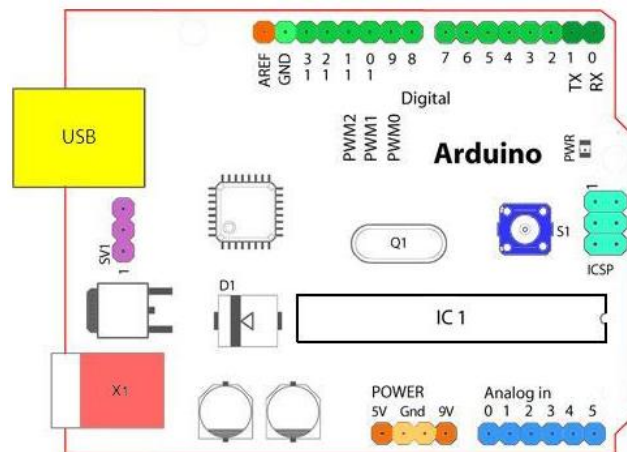 AREF GND 13 12 11 10 9 8 7 6 5 4 3 2 1 0
TX RX
Digital
USB
PWM2 PWM1 PWM0
Arduino
PWR
1
SV1
1
Q1
S1
ICSP
D1
IC 1
X1
POWER
Analog in
5V Gnd 9V
0 1 2 3 4 5